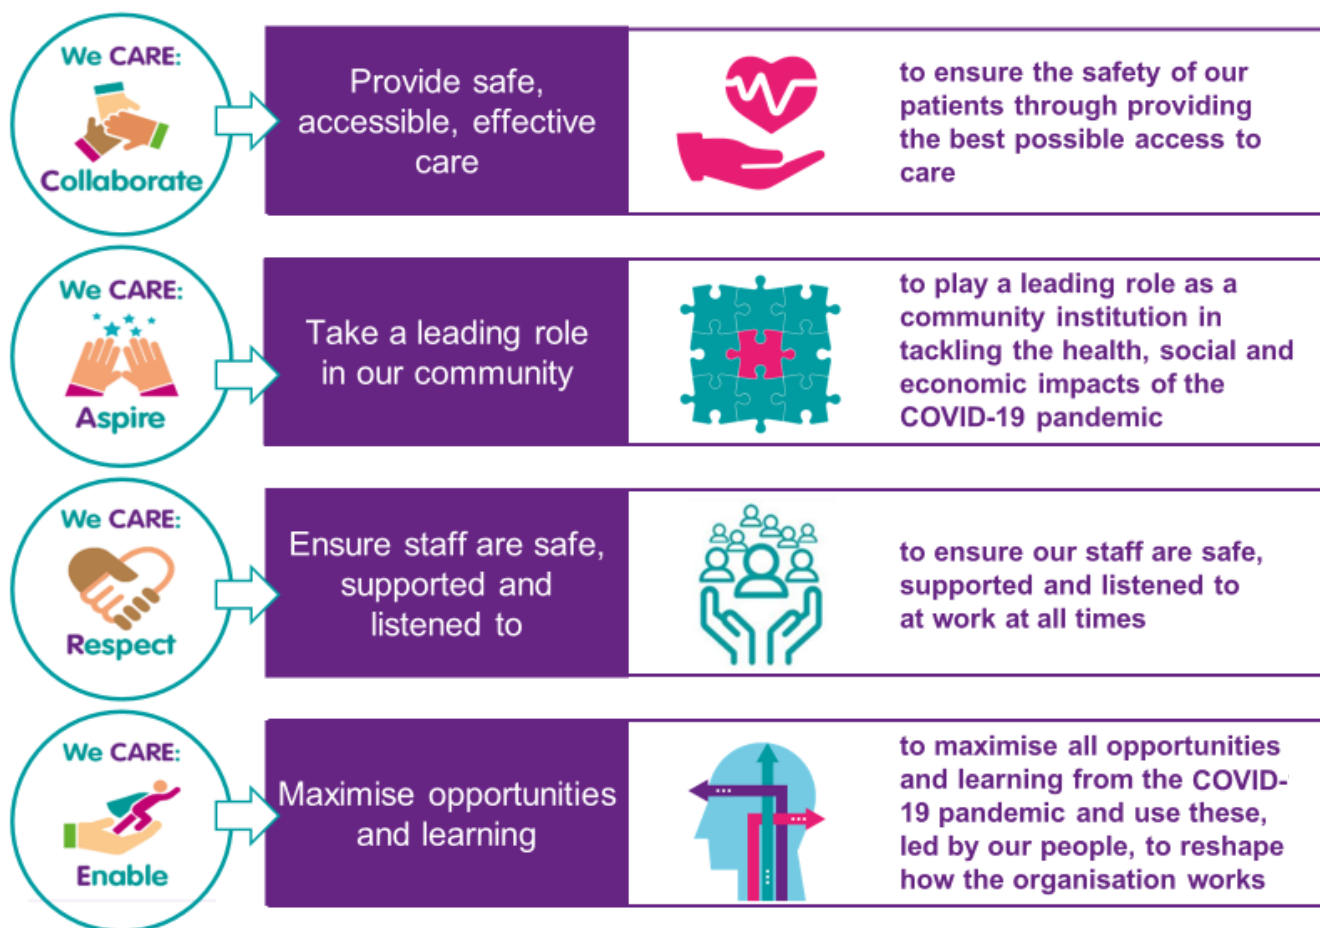 We CARE:
Collaborate
Provide safe,
accessible, effective
care
to ensure the safety of our
patients through providing
the best possible access to
care
We CARE:
Aspire
Take a leading role
in our community
to play a leading role as a
community institution in
tackling the health, social and
economic impacts of the
COVID-19 pandemic
We CARE:
Respect
Ensure staff are safe,
supported and
listened to
to ensure our staff are safe,
supported and listened to
at work at all times
We CARE:
Enable
Maximise opportunities
and learning
to maximise all opportunities
and learning from the COVID-
19 pandemic and use these,
led by our people, to reshape
how the organisation works